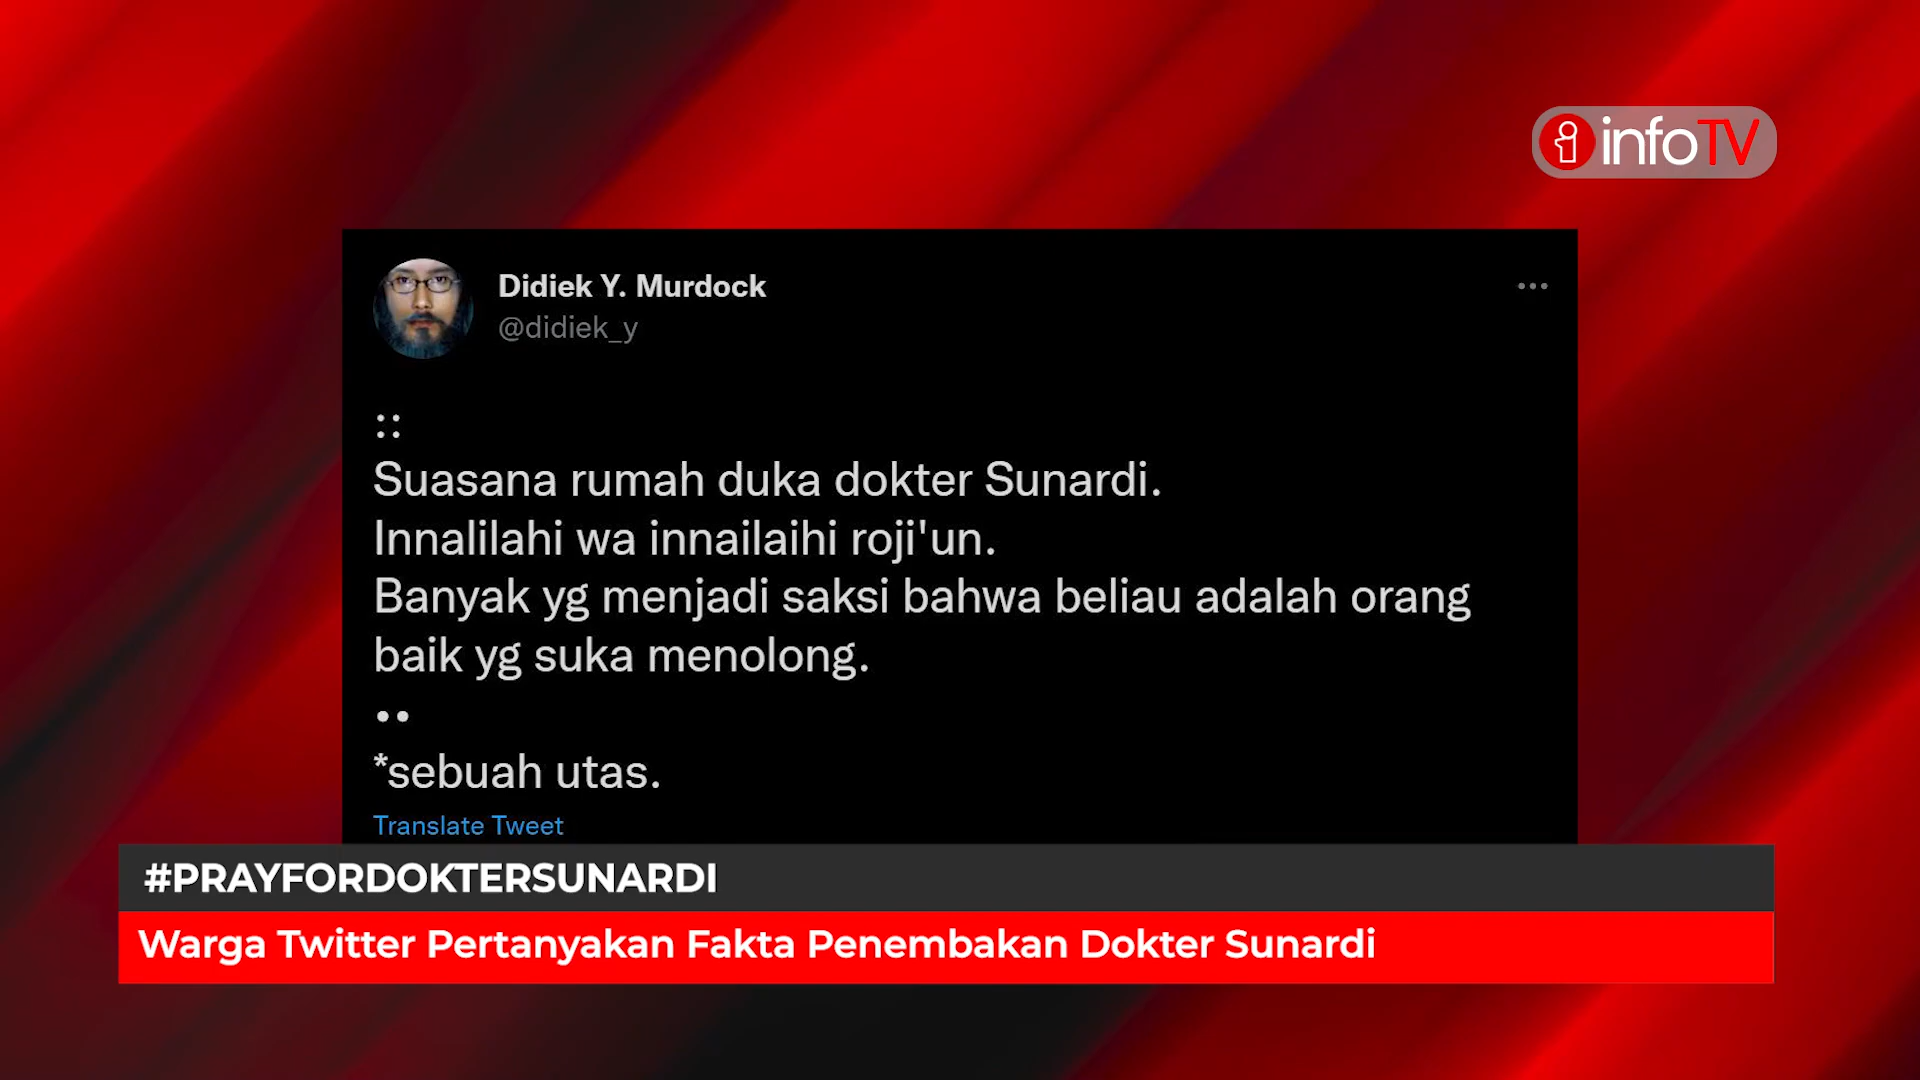 infoTV
Didiek Y. Murdock
@didiek_y
::
Suasana rumah duka dokter Sunardi.
Innalilahi wa innailaihi roji'un.
Banyak yg menjadi saksi bahwa beliau adalah orang
baik yg suka menolong.
••
*sebuah utas.
Translate Tweet
#PRAYFORDOKTERSUNARDI
Warga Twitter Pertanyakan Fakta Penembakan Dokter Sunardi